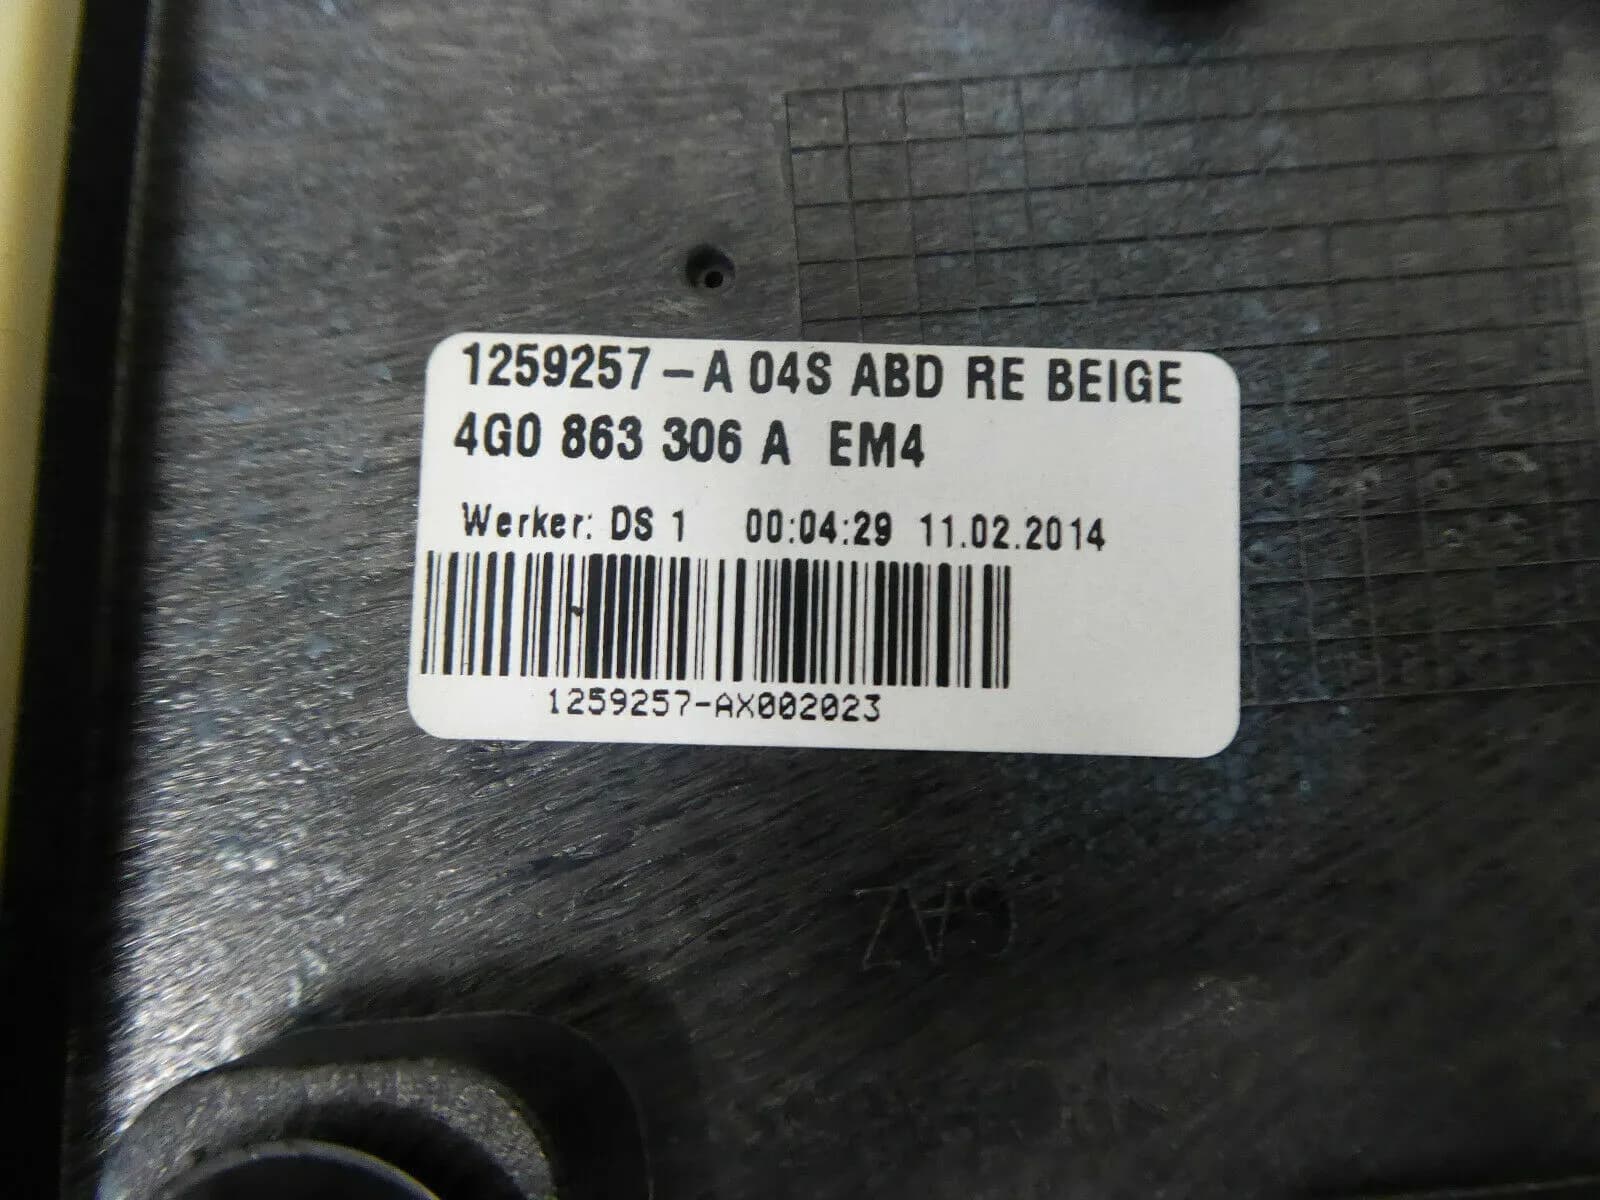 1259257-A 04S ABD RE BEIGE
4G0 863 306 A EM4
Werker: DS 1 00:04:29 11.02.2014
1259257-AX002023